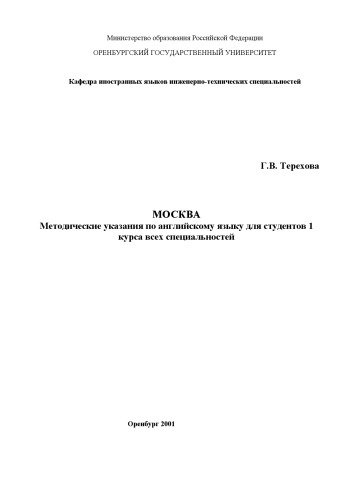 Министерство образования Российской Федерации
ОРЕНБУРГСКИЙ ГОСУДАРСТВЕННЫЙ УНИВЕРСИТЕТ
Кафедра иностранных языков инженерно-технических специальностей
Г.В. Терехова
МОСКВА
Методические указания по английскому языку для студентов 1
курса всех специальностей
Оренбург 2001